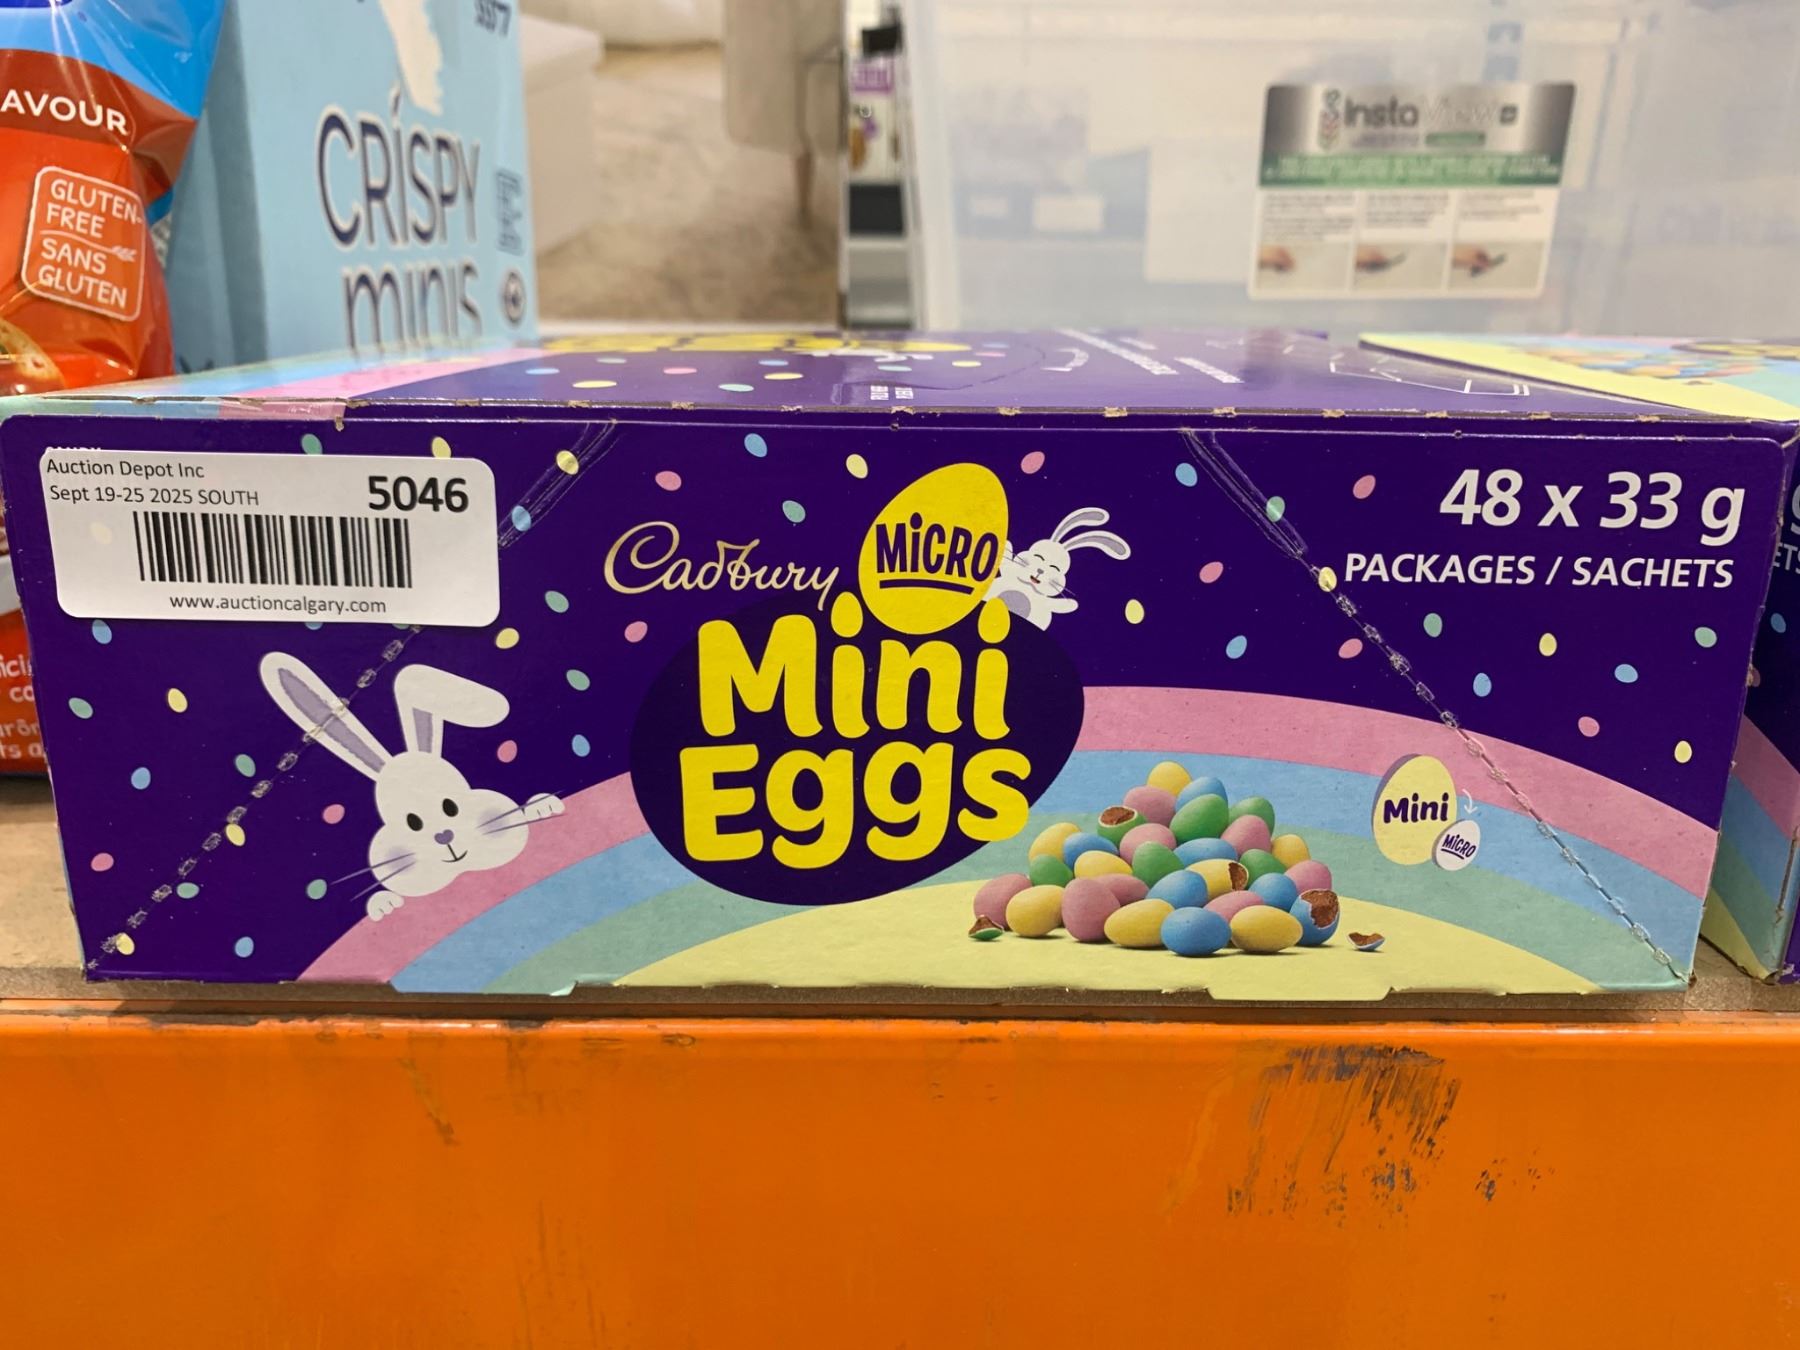 AVOUR
GLUTEN-
FREE
SANS
GLUTEN
CRISPY
MINIS
InstaView
Auction Depot Inc
Sept 19-25 2025 SOUTH
5046
www.auctioncalgary.com
Cadbury
MiCRO
Mini
Eggs
48 x 33 g
PACKAGES / SACHETS
Mini
MiCRO